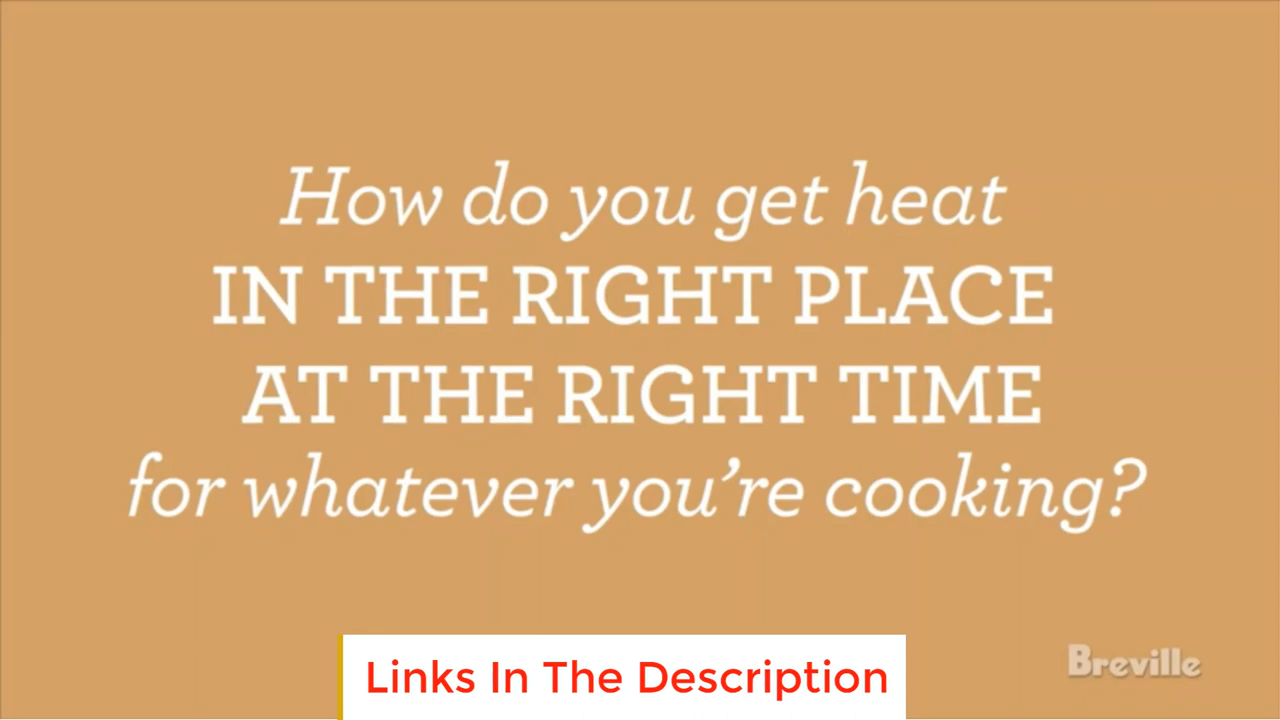 How do you get heat
IN THE RIGHT PLACE
AT THE RIGHT TIME
for whatever you’re cooking?
Links In The Description
Breville